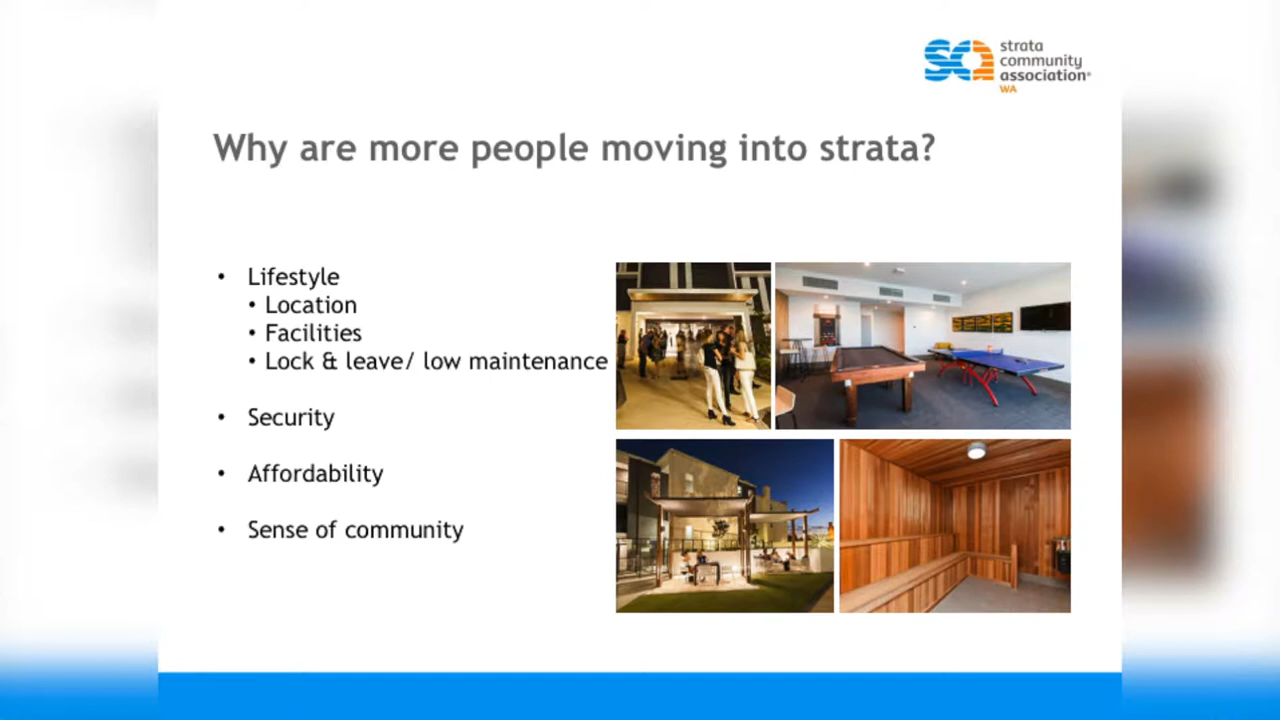 strata
community
association
WA
Why are more people moving into strata?
• Lifestyle
• Location
• Facilities
• Lock & leave/ low maintenance
• Security
• Affordability
• Sense of community